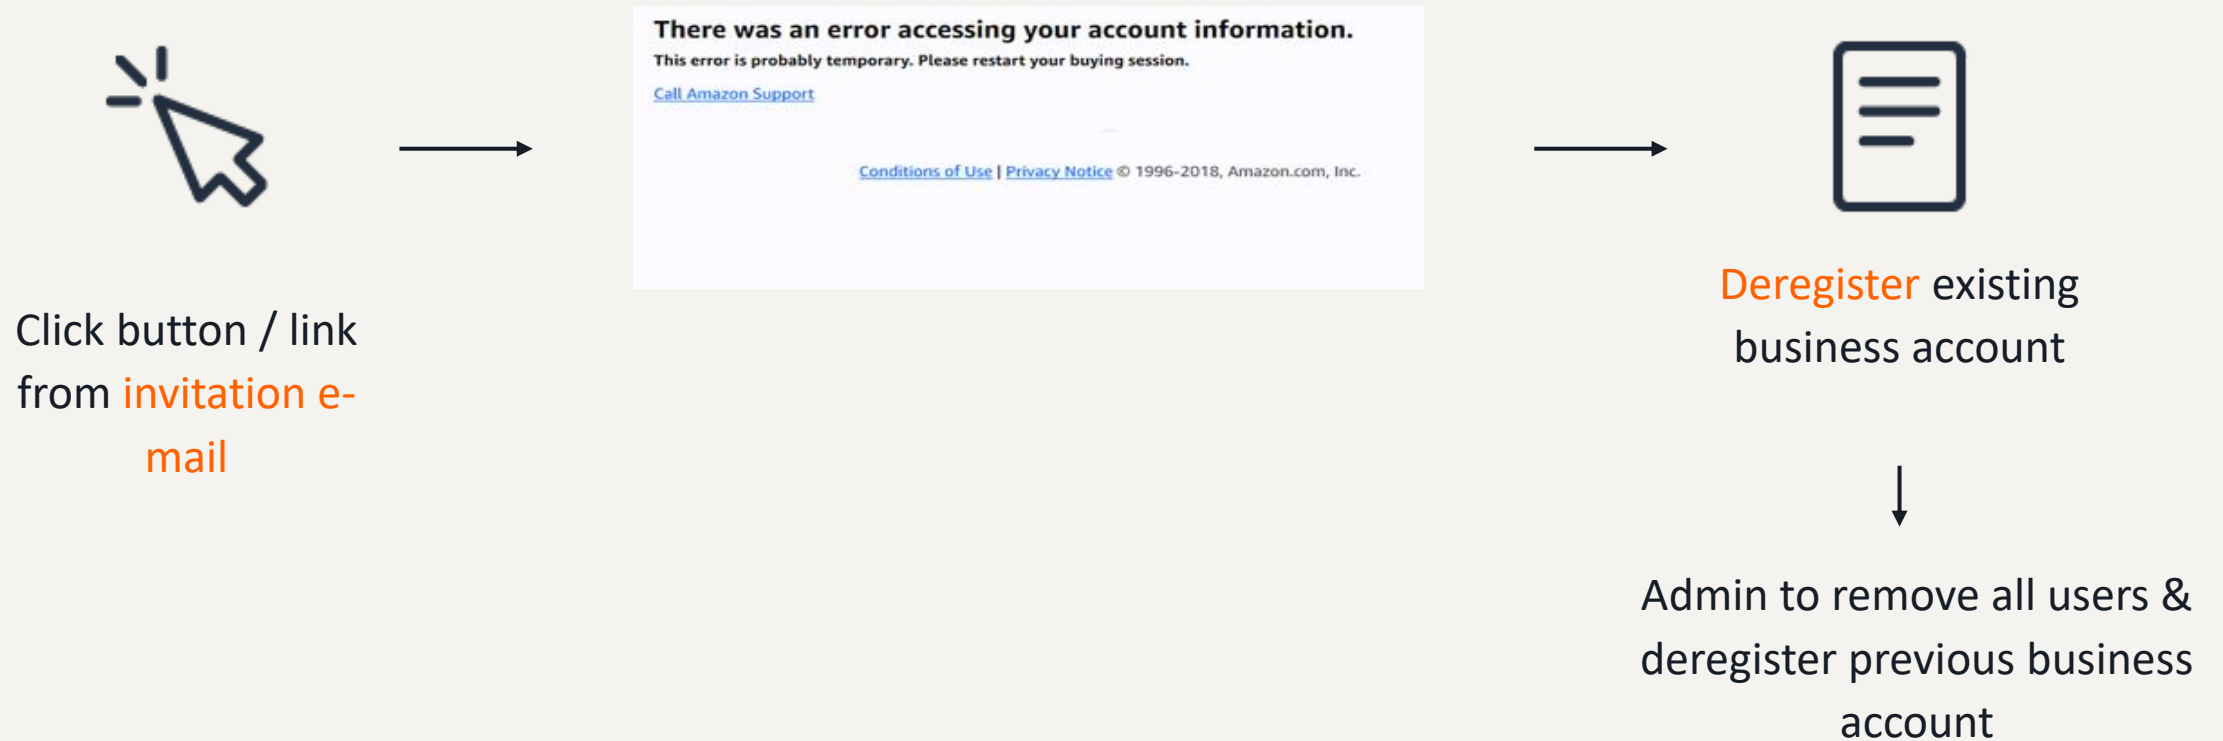 Click button / link
from invitation e-
mail
There was an error accessing your account information.
This error is probably temporary. Please restart your buying session.
Call Amazon Support
Conditions of Use | Privacy Notice © 1996-2018, Amazon.com, Inc.
Deregister existing
business account
Admin to remove all users &
deregister previous business
account